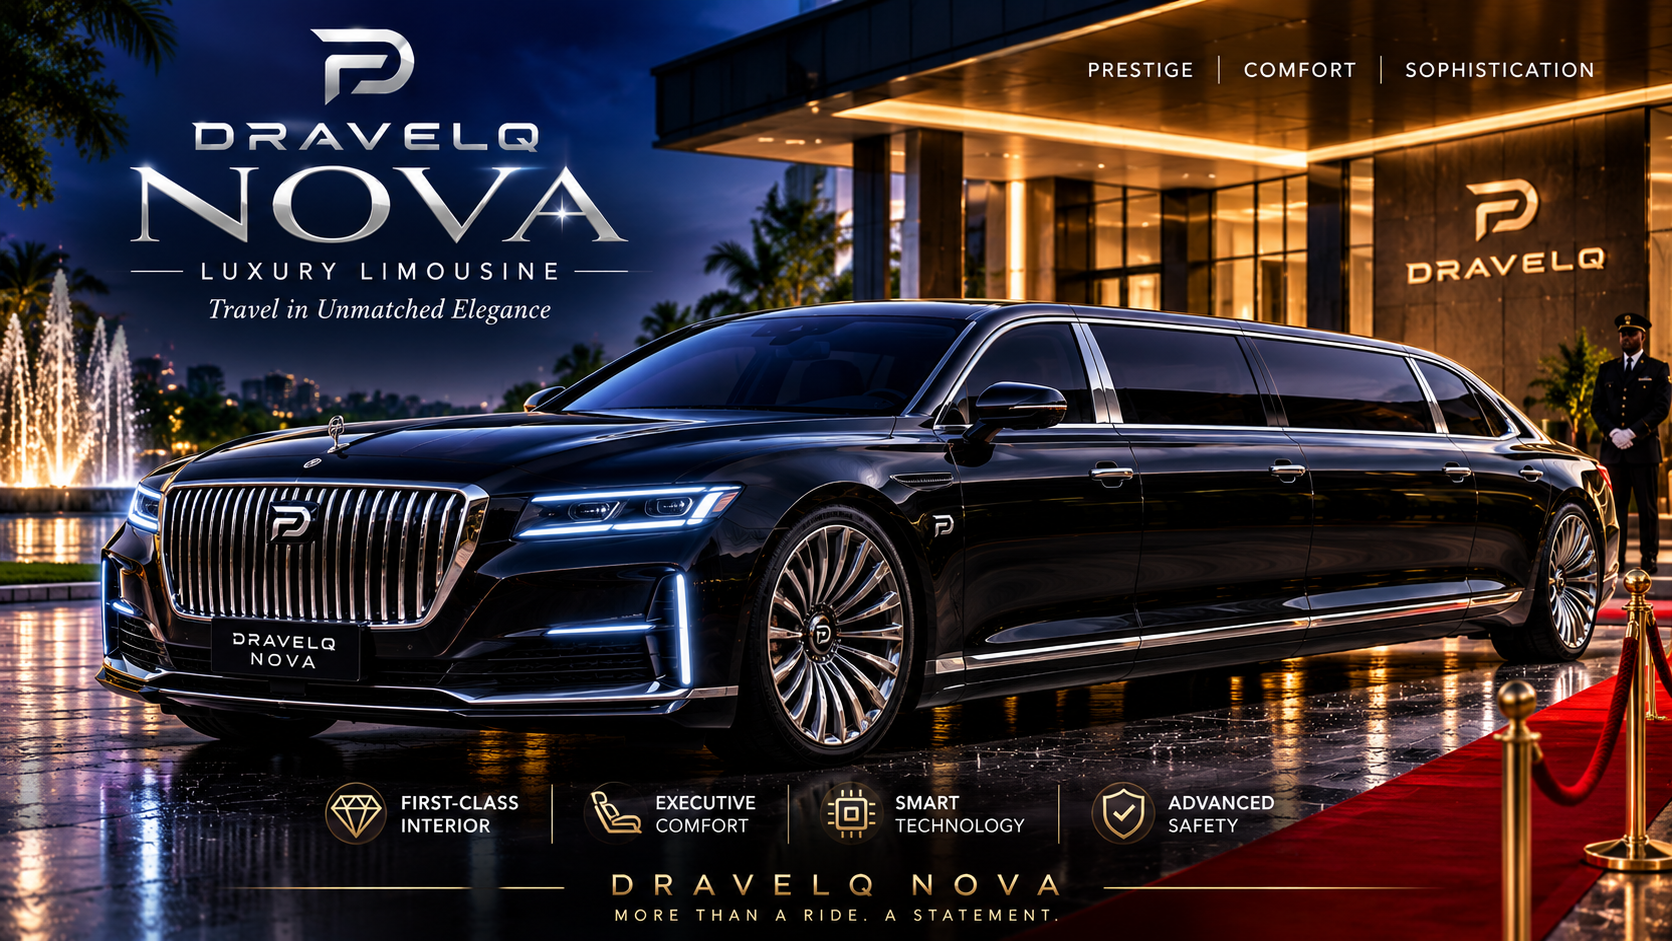 DRAVELQ
NOVA
LUXURY LIMOUSINE
Travel in Unmatched Elegance
PRESTIGE | COMFORT | SOPHISTICATION
DRAVELQ
DRAVELQ
NOVA
FIRST-CLASS
INTERIOR
EXECUTIVE
COMFORT
SMART
TECHNOLOGY
ADVANCED
SAFETY
DRAVELQ NOVA
MORE THAN A RIDE. A STATEMENT.